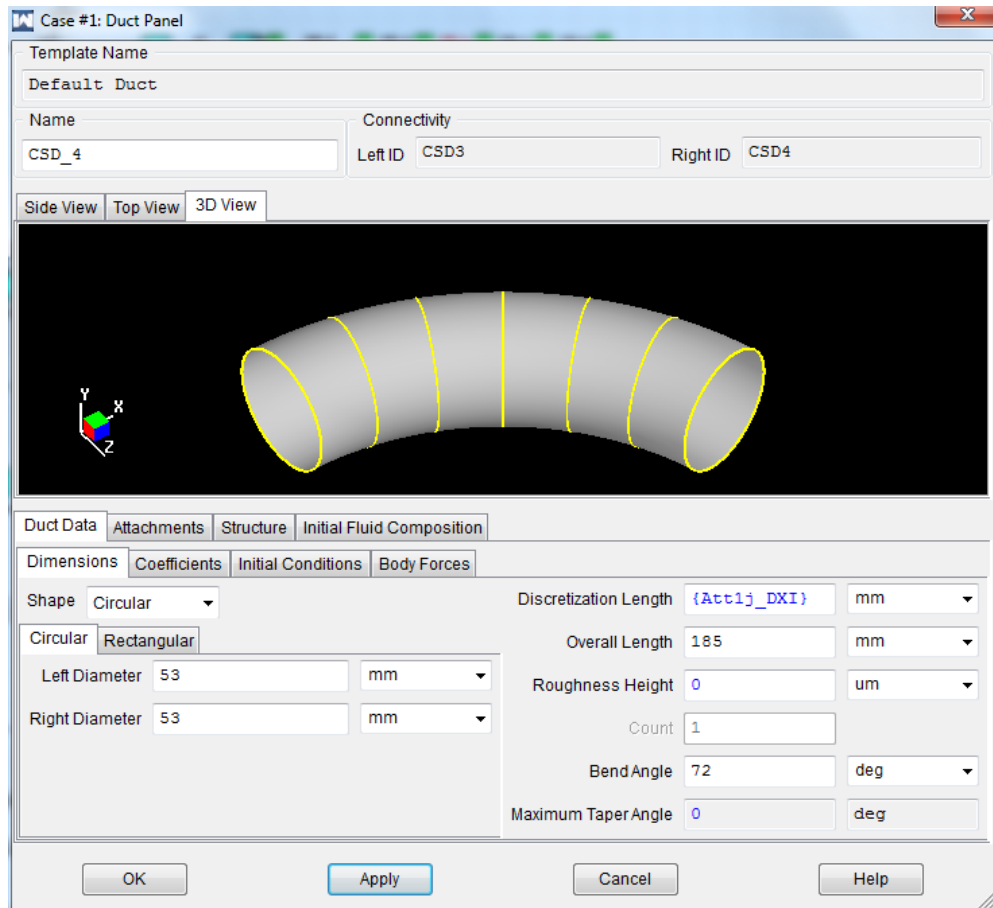 Case #1: Duct Panel
Template Name
Default Duct
Name
Connectivity
CSD_4
Left ID CSD3
Right ID CSD4
Side View Top View 3D View
Y
X
Z
Duct Data Attachments Structure Initial Fluid Composition
Dimensions Coefficients Initial Conditions Body Forces
Shape Circular
Circular Rectangular
Left Diameter 53 mm
Right Diameter 53 mm
Discretization Length {Att1j_DXI} mm
Overall Length 185 mm
Roughness Height 0 um
Count 1
Bend Angle 72 deg
Maximum Taper Angle 0 deg
OK Apply Cancel Help